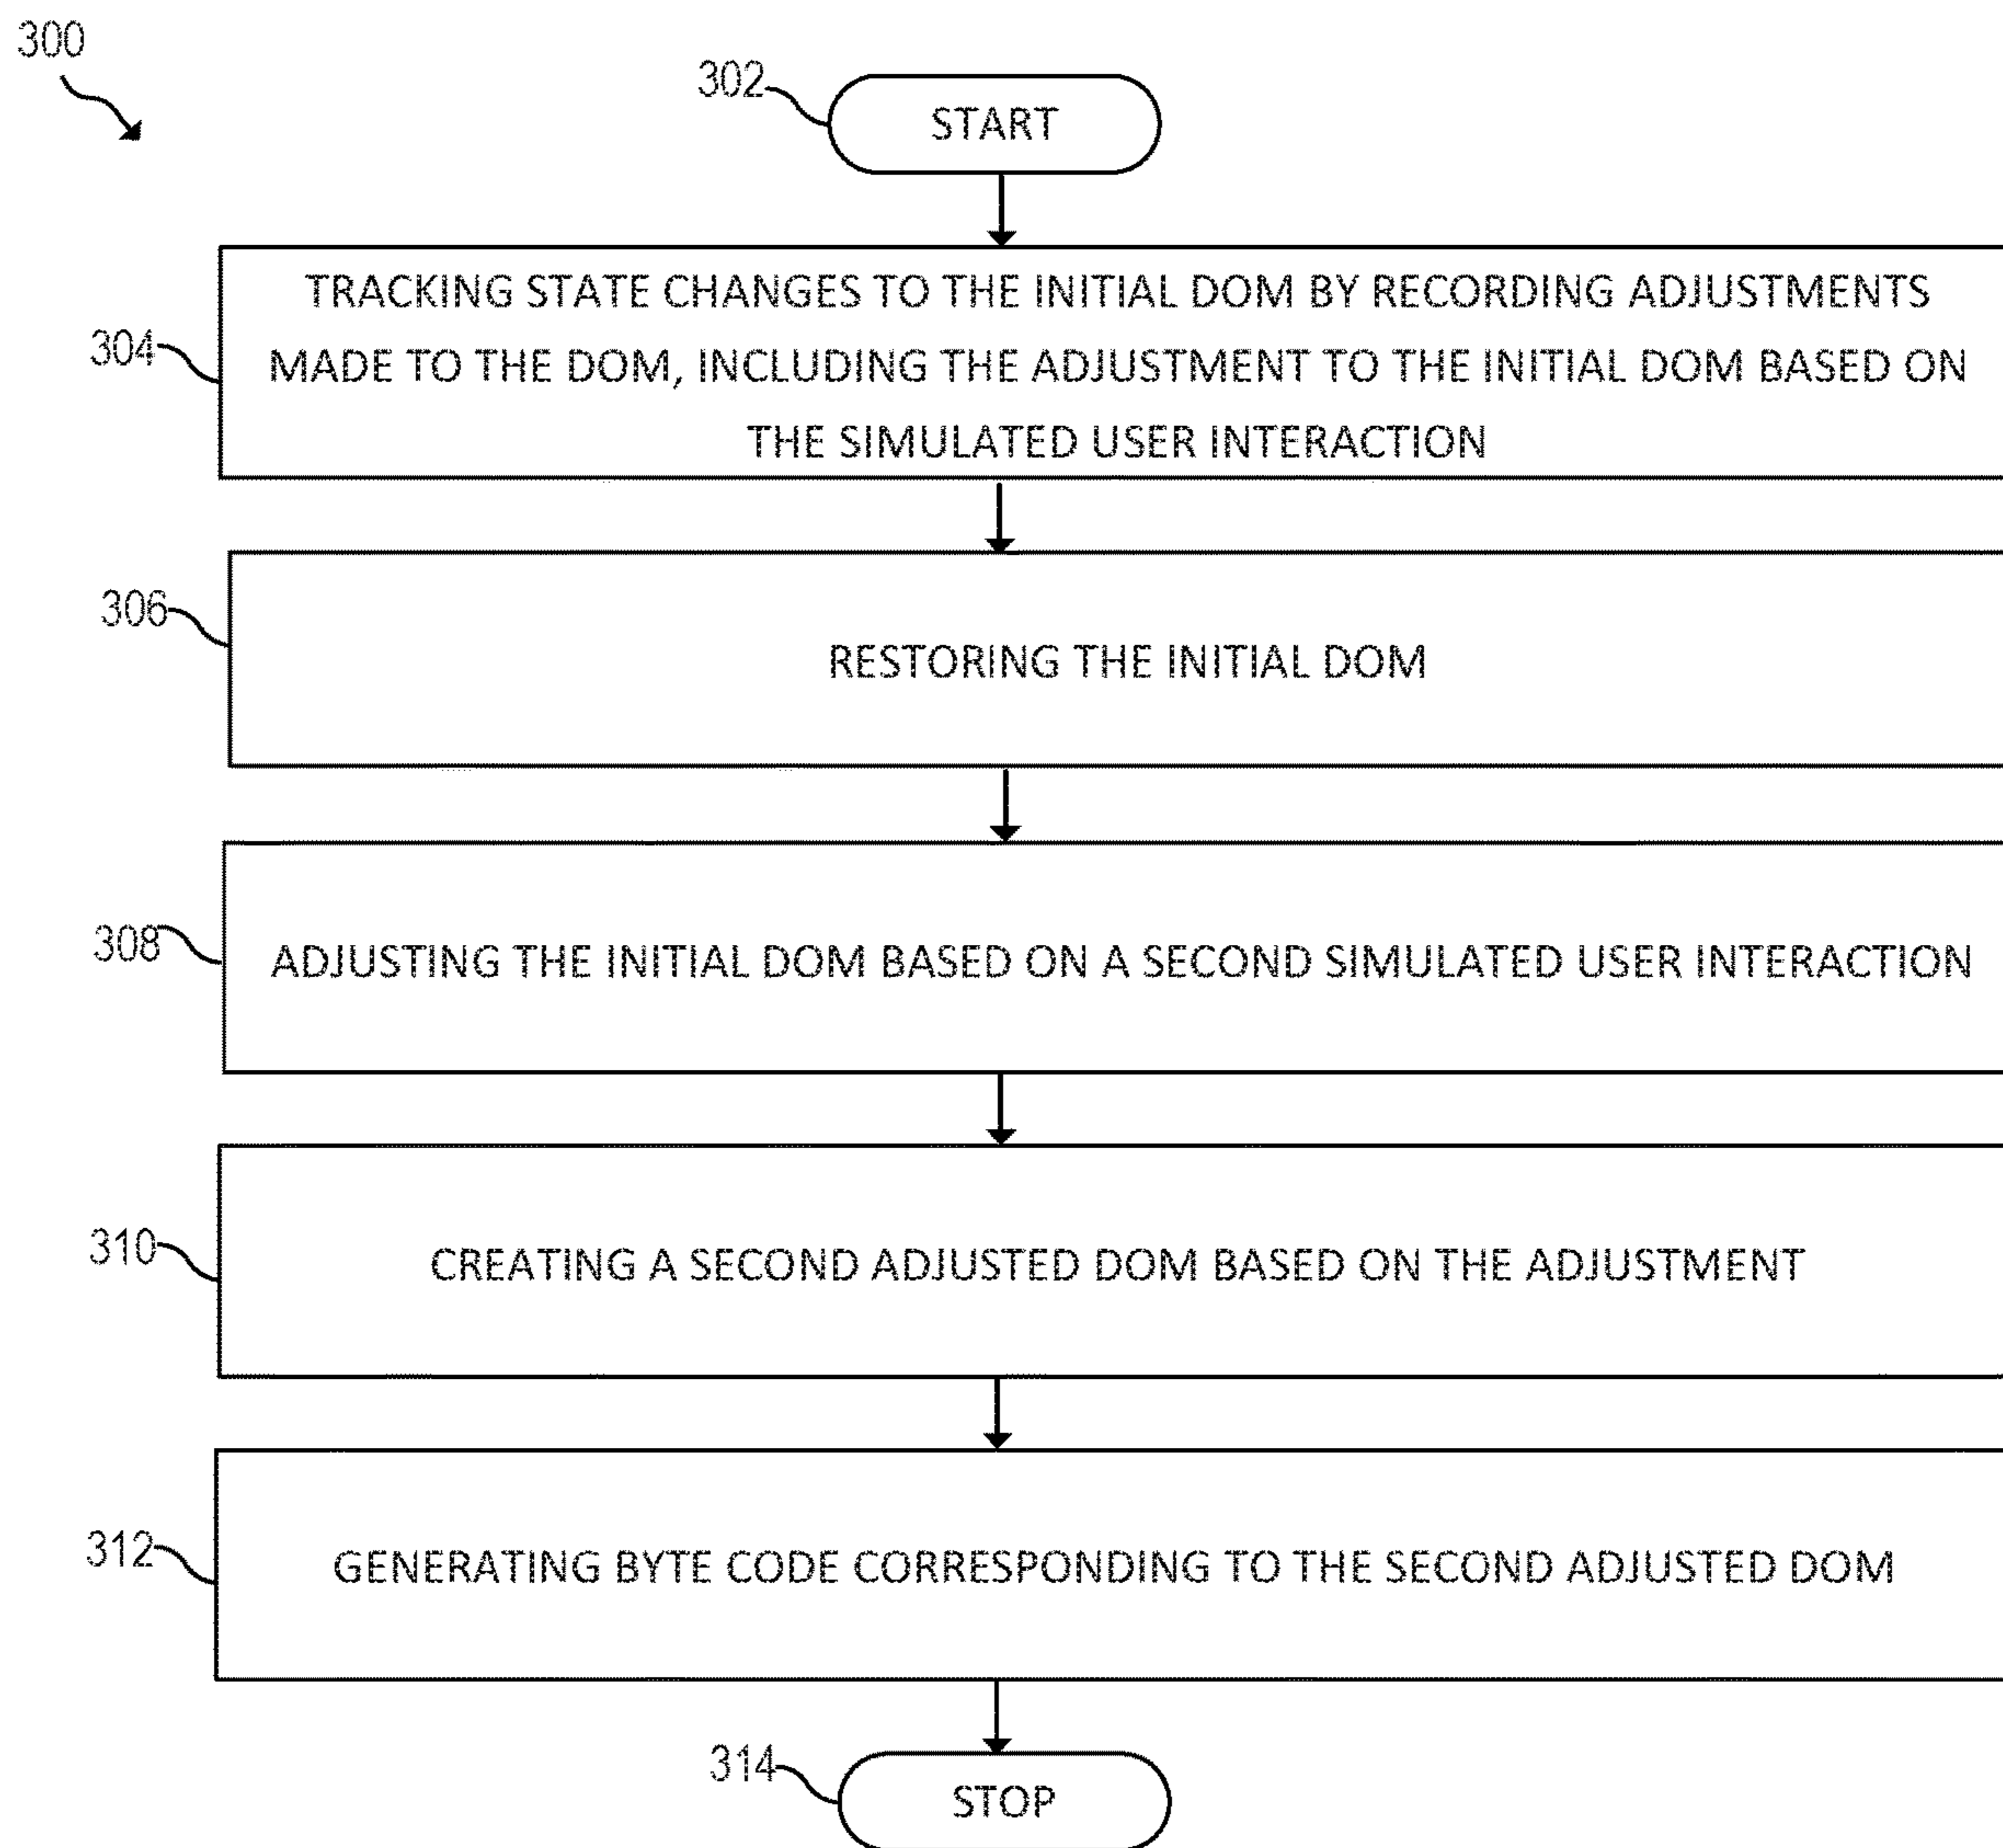 300
302
START
304
TRACKING STATE CHANGES TO THE INITIAL DOM BY RECORDING ADJUSTMENTS
MADE TO THE DOM, INCLUDING THE ADJUSTMENT TO THE INITIAL DOM BASED ON
THE SIMULATED USER INTERACTION
306
RESTORING THE INITIAL DOM
308
ADJUSTING THE INITIAL DOM BASED ON A SECOND SIMULATED USER INTERACTION
310
CREATING A SECOND ADJUSTED DOM BASED ON THE ADJUSTMENT
312
GENERATING BYTE CODE CORRESPONDING TO THE SECOND ADJUSTED DOM
314
STOP